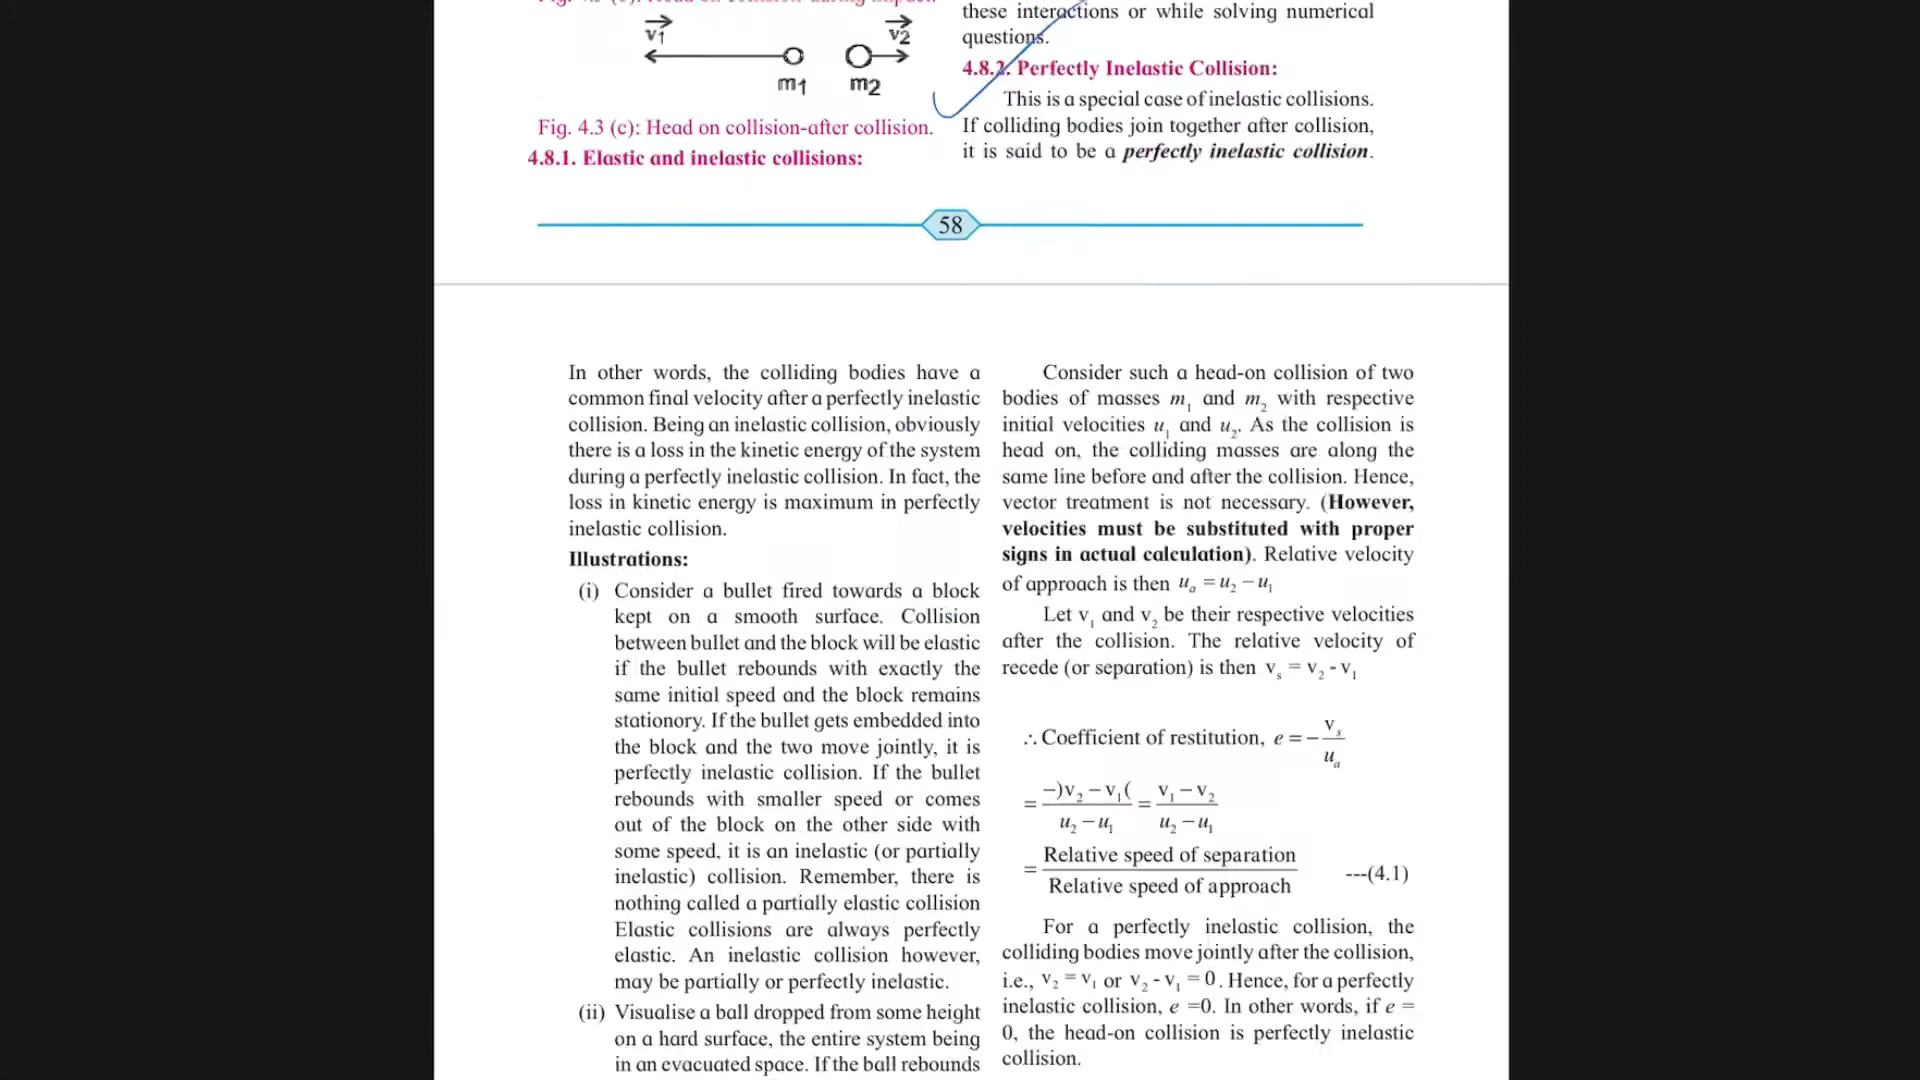 v1
v2
m1
m2
Fig. 4.3 (c): Head on collision-after collision.
4.8.1. Elastic and inelastic collisions:
these interactions or while solving numerical
questions.
4.8.2. Perfectly Inelastic Collision:
This is a special case of inelastic collisions.
If colliding bodies join together after collision,
it is said to be a perfectly inelastic collision.
58
In other words, the colliding bodies have a
common final velocity after a perfectly inelastic
collision. Being an inelastic collision, obviously
there is a loss in the kinetic energy of the system
during a perfectly inelastic collision. In fact, the
loss in kinetic energy is maximum in perfectly
inelastic collision.
Illustrations:
(i) Consider a bullet fired towards a block
kept on a smooth surface. Collision
between bullet and the block will be elastic
if the bullet rebounds with exactly the
same initial speed and the block remains
stationory. If the bullet gets embedded into
the block and the two move jointly, it is
perfectly inelastic collision. If the bullet
rebounds with smaller speed or comes
out of the block on the other side with
some speed, it is an inelastic (or partially
inelastic) collision. Remember, there is
nothing called a partially elastic collision
Elastic collisions are always perfectly
elastic. An inelastic collision however,
may be partially or perfectly inelastic.
(ii) Visualise a ball dropped from some height
on a hard surface, the entire system being
in an evacuated space. If the ball rebounds
Consider such a head-on collision of two
bodies of masses m₁ and m₂ with respective
initial velocities u₁ and u₂. As the collision is
head on, the colliding masses are along the
same line before and after the collision. Hence,
vector treatment is not necessary. (However,
velocities must be substituted with proper
signs in actual calculation). Relative velocity
of approach is then uₐ = u₂ − u₁
Let v₁ and v₂ be their respective velocities
after the collision. The relative velocity of
recede (or separation) is then vₛ = v₂ - v₁
∴ Coefficient of restitution, e = − vₛ / uₐ
= −)v₂ − v₁( / u₂ − u₁ = v₁ − v₂ / u₂ − u₁
= Relative speed of separation / Relative speed of approach ---(4.1)
For a perfectly inelastic collision, the
colliding bodies move jointly after the collision,
i.e., v₂ = v₁ or v₂ - v₁ = 0. Hence, for a perfectly
inelastic collision, e =0. In other words, if e =
0, the head-on collision is perfectly inelastic
collision.